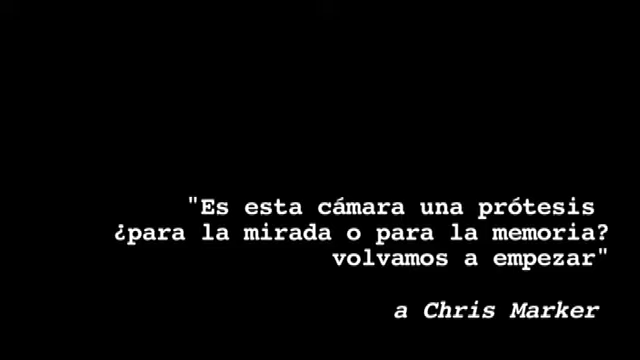 "Es esta cámara una prótesis
¿para la mirada o para la memoria?
volvamos a empezar"
a Chris Marker